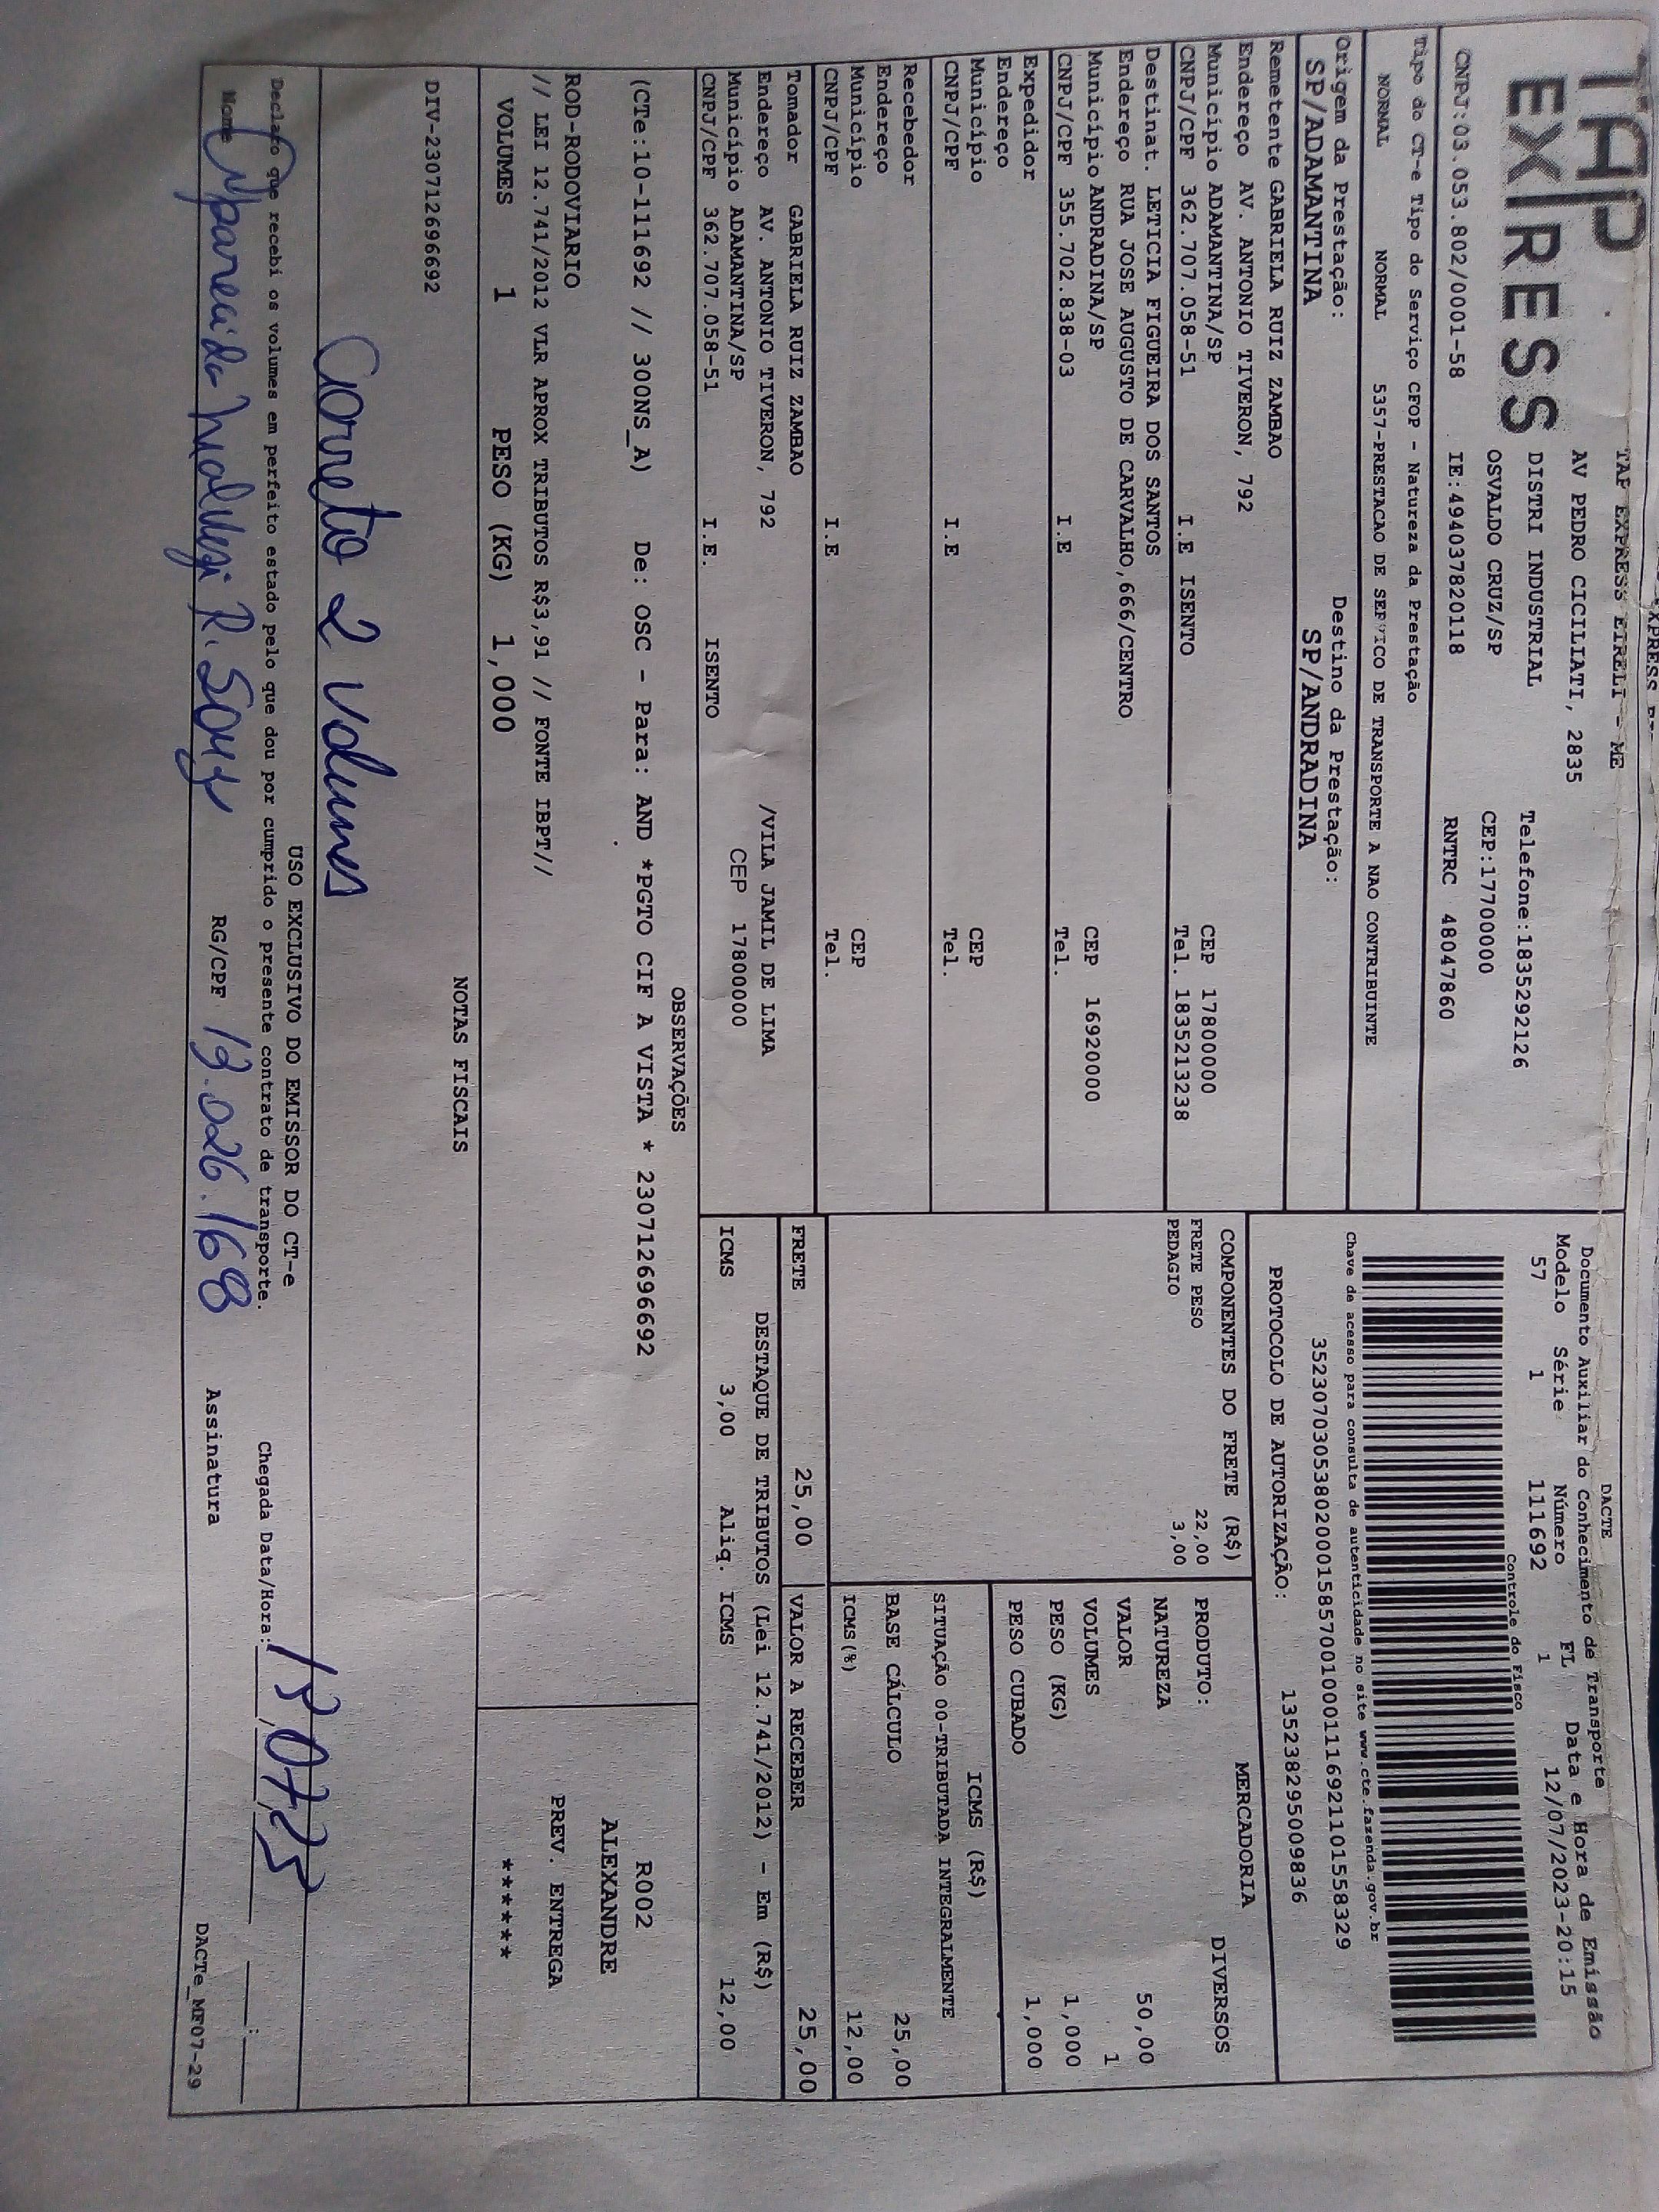 TAP
EXPRESS
TAP EXPRESS EIRELI - ME
AV PEDRO CICILIATI, 2835
DISTRI INDUSTRIAL
Telefone:1835292126
OSVALDO CRUZ/SP
CEP:17700000
CNPJ:03.053.802/0001-58
IE:494037820118
RNTRC 48047860
Tipo do CT-e Tipo do Serviço CFOP - Natureza da Prestação
NORMAL NORMAL 5357-PRESTACAO DE SERVICO DE TRANSPORTE A NAO CONTRIBUINTE
Origem da Prestação: Destino da Prestação:
SP/ADAMANTINA SP/ANDRADINA
DACTE
Documento Auxiliar do Conhecimento de Transporte
Modelo Série Número FL Data e Hora de Emissão
57 1 111692 1 12/07/2023-20:15
Controle do Fisco
Chave de acesso para consulta de autenticidade no site www.cte.fazenda.gov.br
35230703053802000158570010001116921101558329
PROTOCOLO DE AUTORIZAÇÃO: 135238295009836
Remetente GABRIELA RUIZ ZAMBAO
Endereço AV. ANTONIO TIVERON, 792
Município ADAMANTINA/SP CEP 17800000
CNPJ/CPF 362.707.058-51 I.E ISENTO Tel. 1835213238
Destinat. LETICIA FIGUEIRA DOS SANTOS
Endereço RUA JOSE AUGUSTO DE CARVALHO,666/CENTRO
Município ANDRADINA/SP CEP 16920000
CNPJ/CPF 355.702.838-03 I.E Tel.
Expedidor
Endereço
Município CEP
CNPJ/CPF I.E Tel.
Recebedor
Endereço
Município CEP
CNPJ/CPF I.E Tel.
Tomador GABRIELA RUIZ ZAMBAO
Endereço AV. ANTONIO TIVERON, 792 /VILA JAMIL DE LIMA
Município ADAMANTINA/SP CEP 17800000
CNPJ/CPF 362.707.058-51 I.E. ISENTO
COMPONENTES DO FRETE (R$)
FRETE PESO 22,00
PEDAGIO 3,00
MERCADORIA
PRODUTO: DIVERSOS
NATUREZA
VALOR 50,00
VOLUMES 1
PESO (KG) 1,000
PESO CUBADO 1,000
ICMS (R$)
SITUAÇÃO 00-TRIBUTADA INTEGRALMENTE
BASE CÁLCULO 25,00
ICMS(%) 12,00
FRETE 25,00 VALOR A RECEBER 25,00
DESTAQUE DE TRIBUTOS (Lei 12.741/2012) - Em (R$)
ICMS 3,00 Aliq. ICMS 12,00
OBSERVAÇÕES
(CTe:10-111692 // 300NS_A) De: OSC - Para: AND *PGTO CIF A VISTA * 230712696692
ROD-RODOVIARIO
// LEI 12.741/2012 VLR APROX TRIBUTOS R$3,91 // FONTE IBPT//
VOLUMES 1 PESO (KG) 1,000
R002
ALEXANDRE
PREV. ENTREGA
*******
NOTAS FISCAIS
DIV-230712696692
Correto 2 volumes
USO EXCLUSIVO DO EMISSOR DO CT-e
Declaro que recebi os volumes em perfeito estado pelo que dou por cumprido o presente contrato de transporte.
Chegada Data/Hora:
Nome Aparecida R.
RG/CPF 19.026.168
Assinatura
DACTe_MF07-29